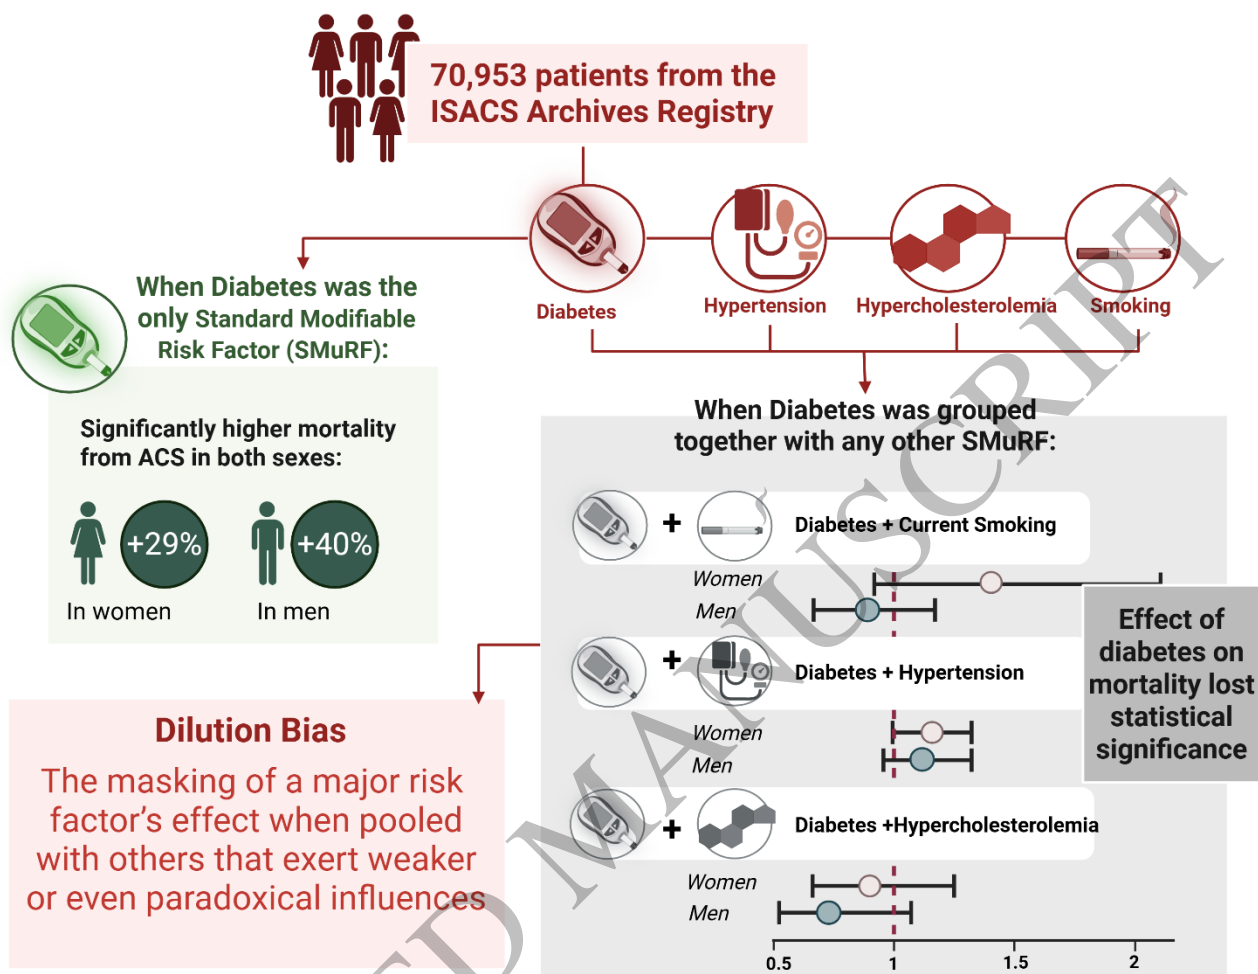 70,953 patients from the
ISACS Archives Registry
Diabetes
Hypertension
Hypercholesterolemia
Smoking
When Diabetes was the
only Standard Modifiable
Risk Factor (SMuRF):
Significantly higher mortality
from ACS in both sexes:
+29%
+40%
In women
In men
When Diabetes was grouped
together with any other SMuRF:
+
Diabetes + Current Smoking
Women
Men
+
Diabetes + Hypertension
Women
Men
+
Diabetes +Hypercholesterolemia
Women
Men
0.5
1
1.5
2
Effect of
diabetes on
mortality lost
statistical
significance
Dilution Bias
The masking of a major risk
factor's effect when pooled
with others that exert weaker
or even paradoxical influences
ED MANUSCRIPT